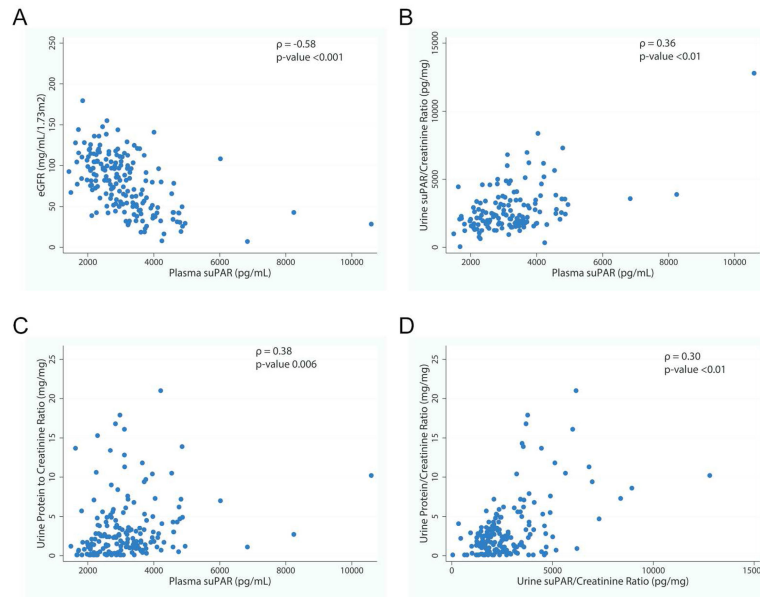 A
ρ = -0.58
p-value <0.001
eGFR (mg/mL/1.73m2)
250
200
150
100
50
0
2000 4000 6000 8000 10000
Plasma suPAR (pg/mL)
B
ρ = 0.36
p-value <0.01
Urine suPAR/Creatinine Ratio (pg/mg)
15000
10000
5000
0
2000 4000 6000 8000 10000
Plasma suPAR (pg/mL)
C
ρ = 0.38
p-value 0.006
Urine Protein to Creatinine Ratio (mg/mg)
25
20
15
10
5
0
2000 4000 6000 8000 10000
Plasma suPAR (pg/mL)
D
ρ = 0.30
p-value <0.01
Urine Protein/Creatinine Ratio (mg/mg)
25
20
15
10
5
0
0 5000 10000 1500
Urine suPAR/Creatinine Ratio (pg/mg)